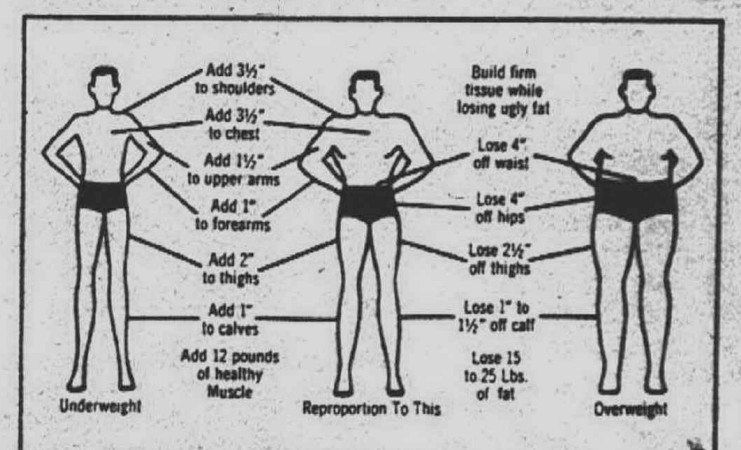 Add 3½"
to shoulders
Add 3½"
to chest
Add 1½"
to upper arms
Add 1"
to forearms
Add 2"
to thighs
Add 1"
to calves
Add 12 pounds
of healthy
Muscle
Build firm
tissue while
losing ugly fat
Lose 4"
off waist
Lose 4"
off hips
Lose 2½"
off thighs
Lose 1" to
1½" off calf
Lose 15
to 25 Lbs.
of fat
Underweight
Reproportion To This
Overweight